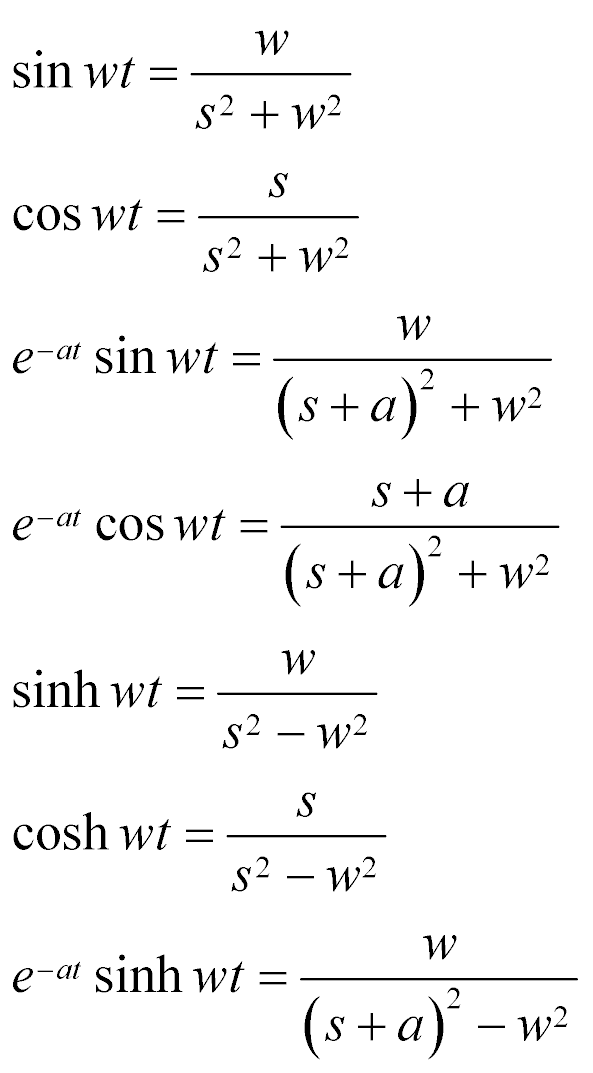 sin wt = w / (s² + w²)
cos wt = s / (s² + w²)
e^(−at) sin wt = w / ((s + a)² + w²)
e^(−at) cos wt = (s + a) / ((s + a)² + w²)
sinh wt = w / (s² − w²)
cosh wt = s / (s² − w²)
e^(−at) sinh wt = w / ((s + a)² − w²)